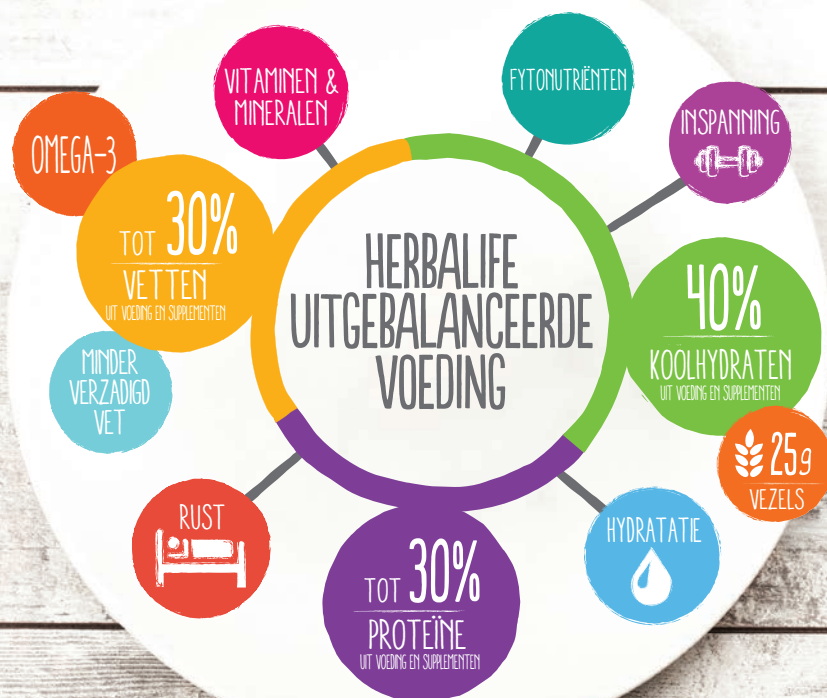 VITAMINEN &
MINERALEN
FYTONUTRIËNTEN
INSPANNING
OMEGA-3
TOT 30%
VETTEN
UIT VOEDING EN SUPPLEMENTEN
HERBALIFE
UITGEBALANCEERDE
VOEDING
40%
KOOLHYDRATEN
UIT VOEDING EN SUPPLEMENTEN
MINDER
VERZADIGD
VET
25g
VEZELS
RUST
HYDRATATIE
TOT 30%
PROTEÏNE
UIT VOEDING EN SUPPLEMENTEN